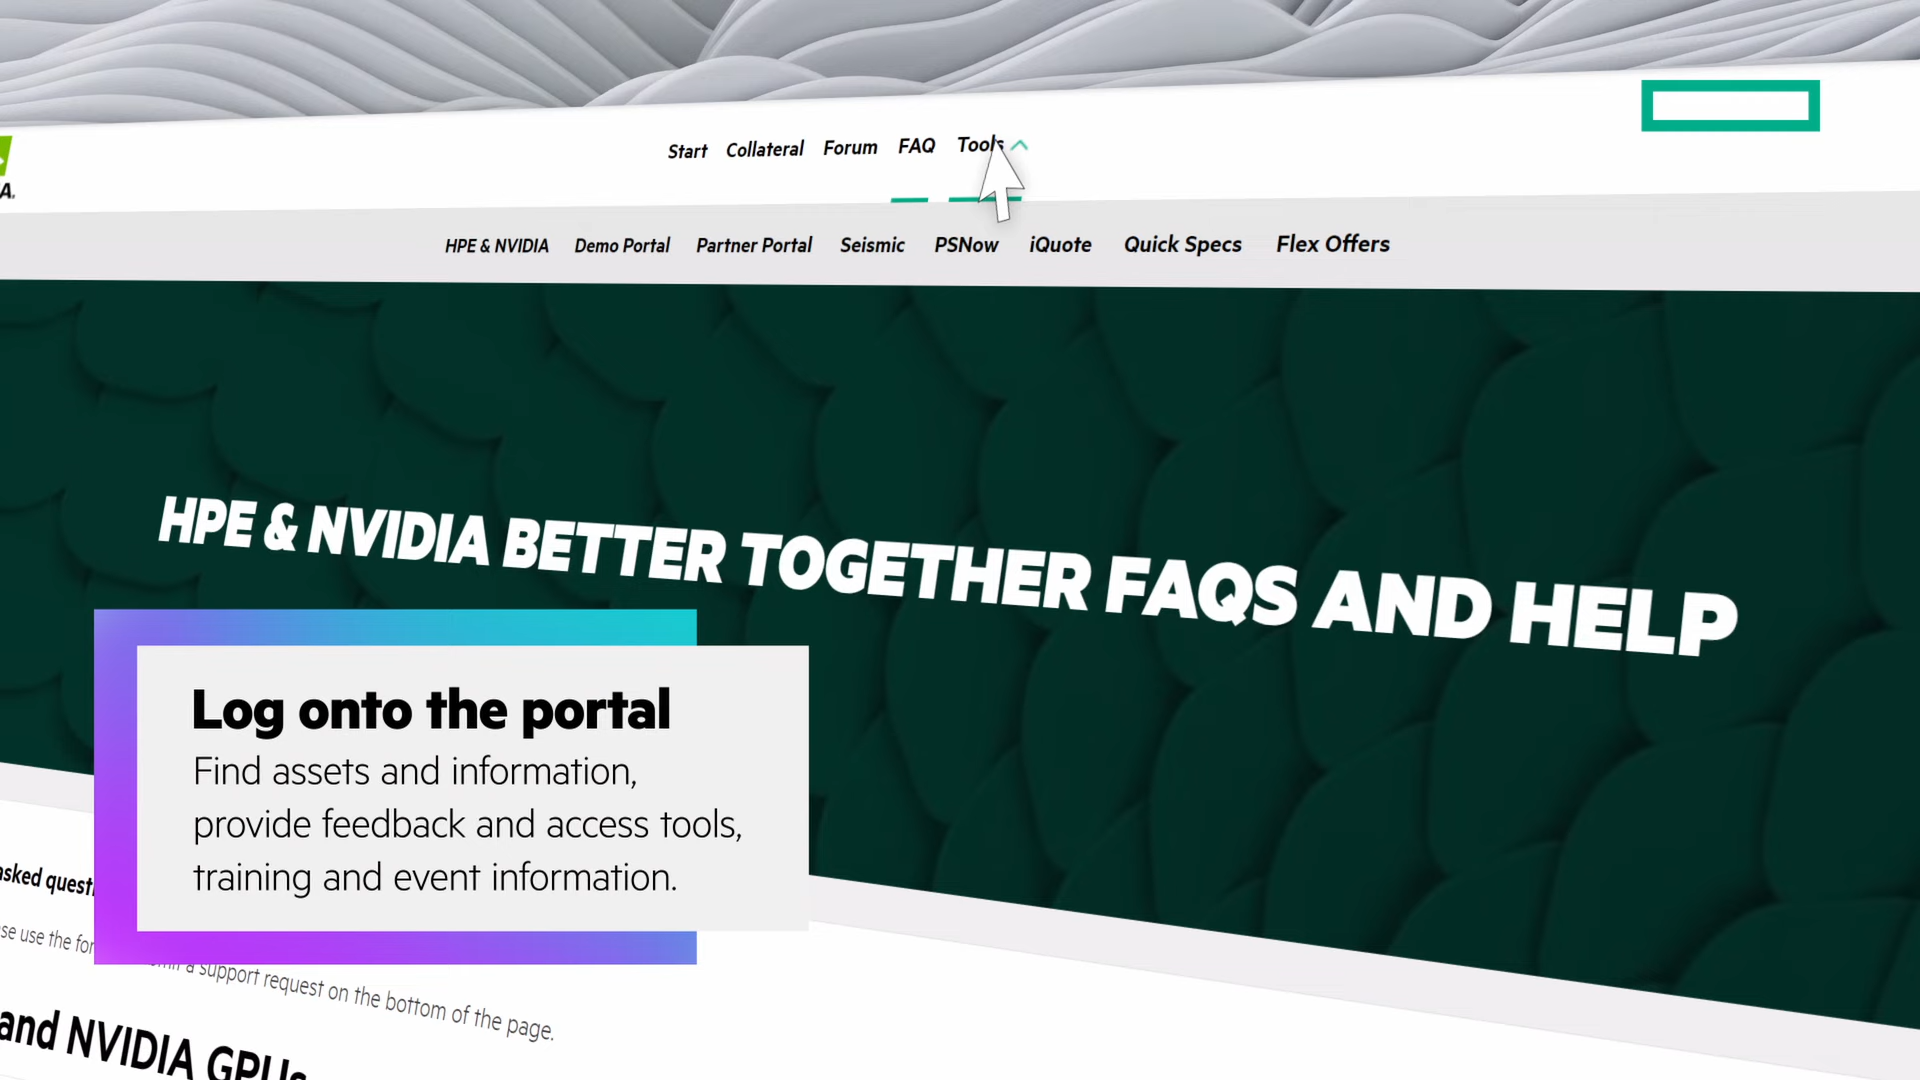 Start Collateral Forum FAQ Tools
HPE & NVIDIA Demo Portal Partner Portal Seismic PSNow iQuote Quick Specs Flex Offers
HPE & NVIDIA BETTER TOGETHER FAQS AND HELP
Log onto the portal
Find assets and information,
provide feedback and access tools,
training and event information.
a support request on the bottom of the page.
and NVIDIA GPUs